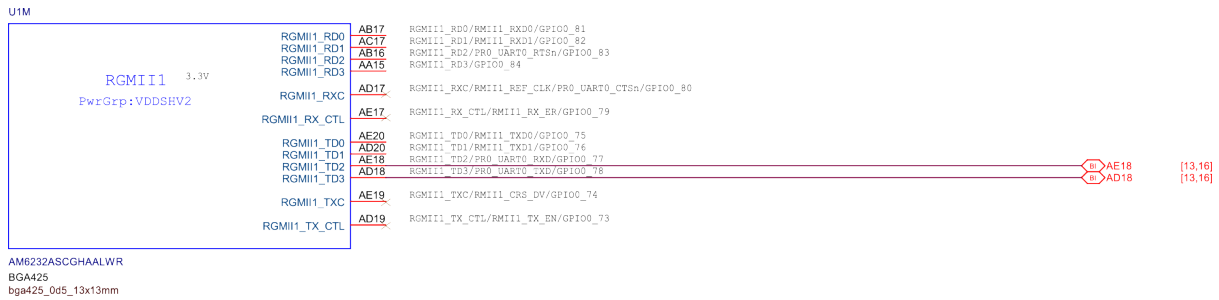 U1M
RGMII1 3.3V
PwrGrp:VDDSHV2
RGMII1_RD0 AB17 RGMII1_RD0/RMII1_RXD0/GPIO0_81
RGMII1_RD1 AC17 RGMII1_RD1/RMII1_RXD1/GPIO0_82
RGMII1_RD2 AB16 RGMII1_RD2/PR0_UART0_RTSn/GPIO0_83
RGMII1_RD3 AA15 RGMII1_RD3/GPIO0_84
RGMII1_RXC AD17 RGMII1_RXC/RMII1_REF_CLK/PR0_UART0_CTSn/GPIO0_80
RGMII1_RX_CTL AE17 RGMII1_RX_CTL/RMII1_RX_ER/GPIO0_79
RGMII1_TD0 AE20 RGMII1_TD0/RMII1_TXD0/GPIO0_75
RGMII1_TD1 AD20 RGMII1_TD1/RMII1_TXD1/GPIO0_76
RGMII1_TD2 AE18 RGMII1_TD2/PR0_UART0_RXD/GPIO0_77 BI AE18 [13,16]
RGMII1_TD3 AD18 RGMII1_TD3/PR0_UART0_TXD/GPIO0_78 BI AD18 [13,16]
RGMII1_TXC AE19 RGMII1_TXC/RMII1_CRS_DV/GPIO0_74
RGMII1_TX_CTL AD19 RGMII1_TX_CTL/RMII1_TX_EN/GPIO0_73
AM6232ASCGHAALWR
BGA425
bga425_0d5_13x13mm